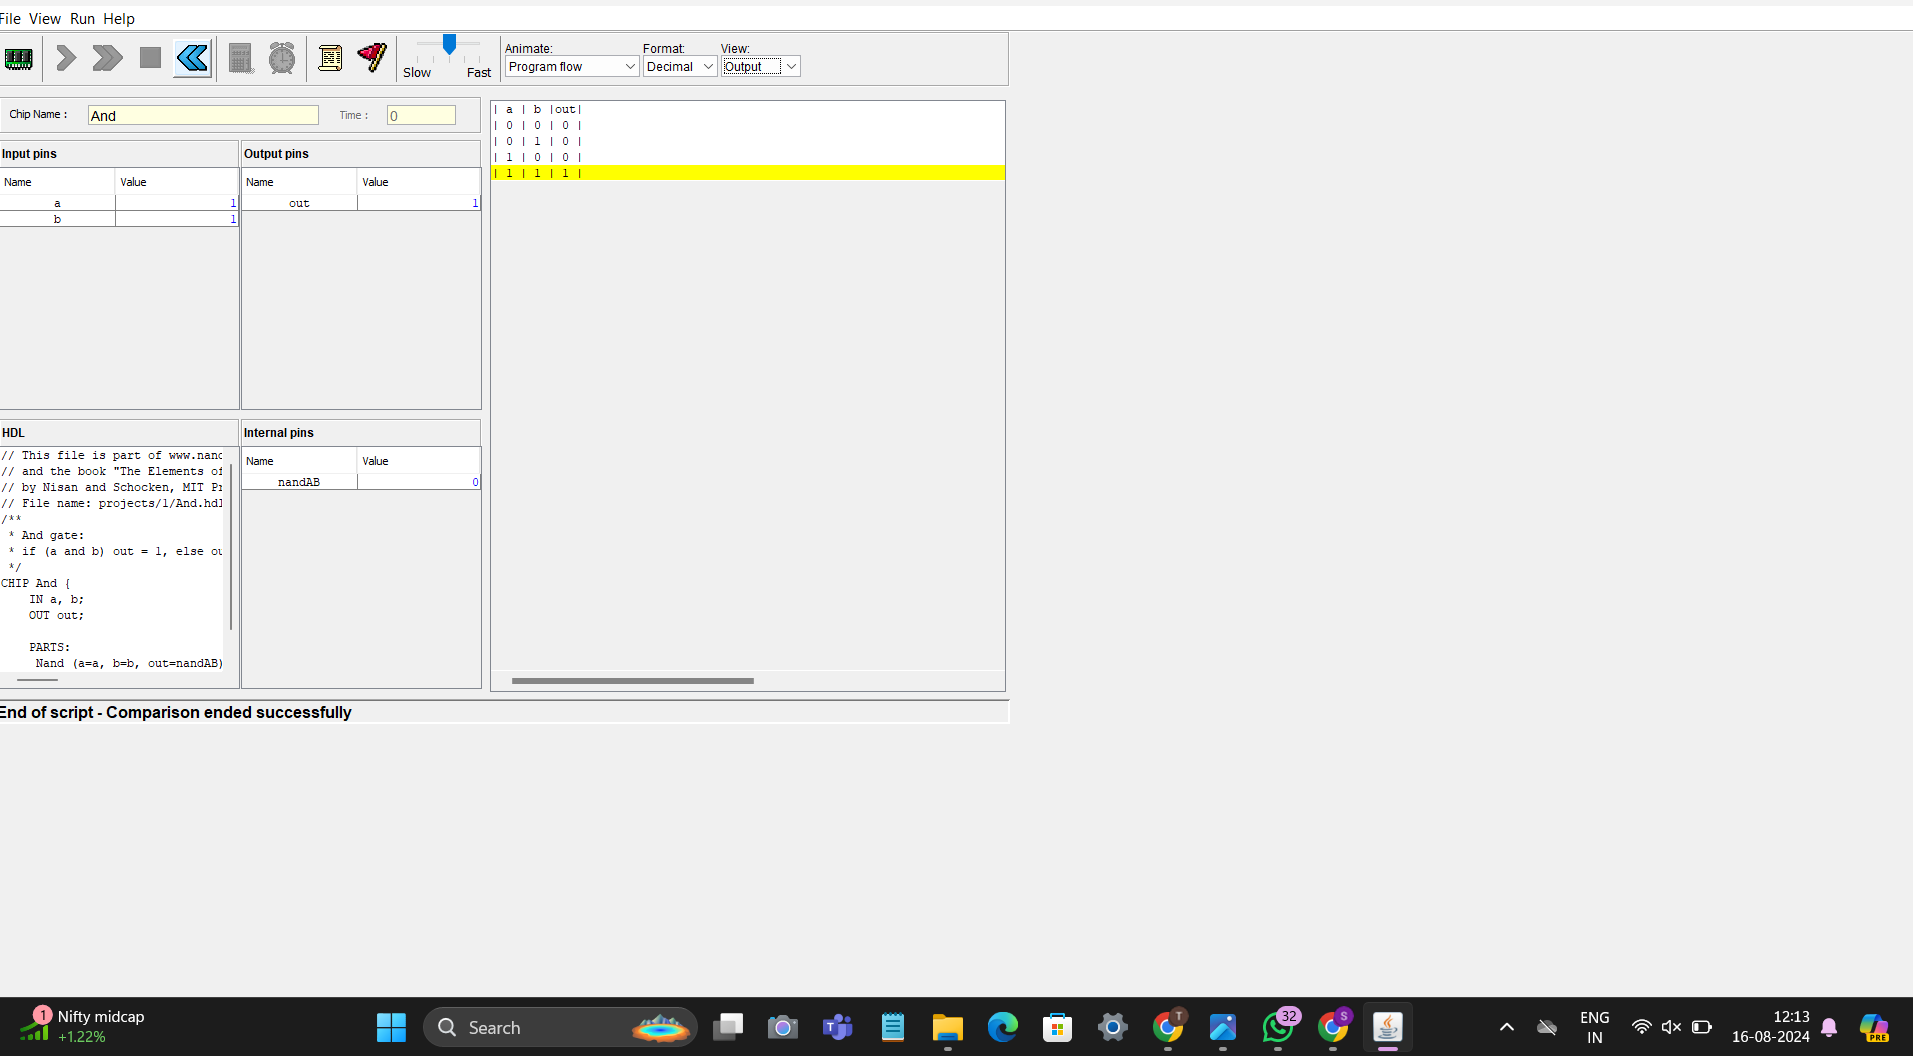 File View Run Help
Slow
Fast
Animate:
Program flow
Format:
Decimal
View:
Output
Chip Name :
And
Time :
0
Input pins
Name Value
a 1
b 1
Output pins
Name Value
out 1
| a | b |out|
| 0 | 0 | 0 |
| 0 | 1 | 0 |
| 1 | 0 | 0 |
| 1 | 1 | 1 |
HDL
// This file is part of www.nand
// and the book "The Elements of
// by Nisan and Schocken, MIT Pr
// File name: projects/1/And.hdl
/**
* And gate:
* if (a and b) out = 1, else ou
*/
CHIP And {
IN a, b;
OUT out;
PARTS:
Nand (a=a, b=b, out=nandAB)
Internal pins
Name Value
nandAB 0
End of script - Comparison ended successfully
1
Nifty midcap
+1.22%
Search
T
32
S
ENG
IN
12:13
16-08-2024
PRE